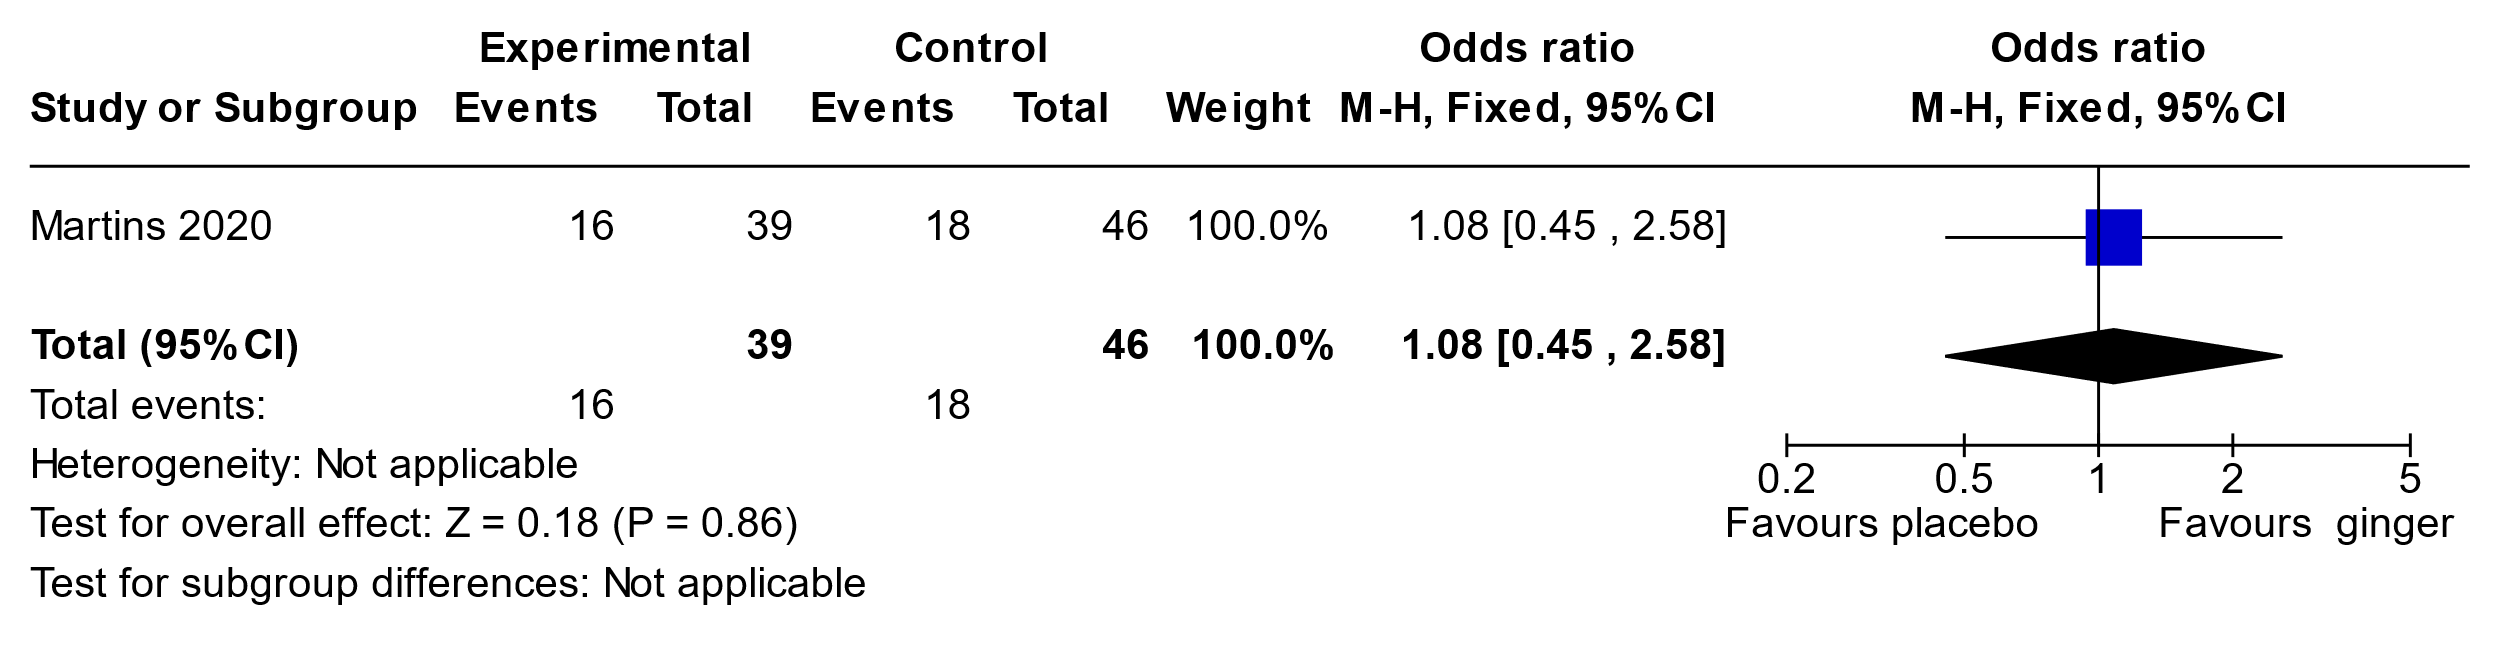 Experimental Control Odds ratio Odds ratio
Study or Subgroup Events Total Events Total Weight M-H, Fixed, 95% CI M-H, Fixed, 95% CI
Martins 2020 16 39 18 46 100.0% 1.08 [0.45 , 2.58]
Total (95% CI) 39 46 100.0% 1.08 [0.45 , 2.58]
Total events: 16 18
Heterogeneity: Not applicable
0.2 0.5 1 2 5
Test for overall effect: Z = 0.18 (P = 0.86) Favours placebo Favours ginger
Test for subgroup differences: Not applicable